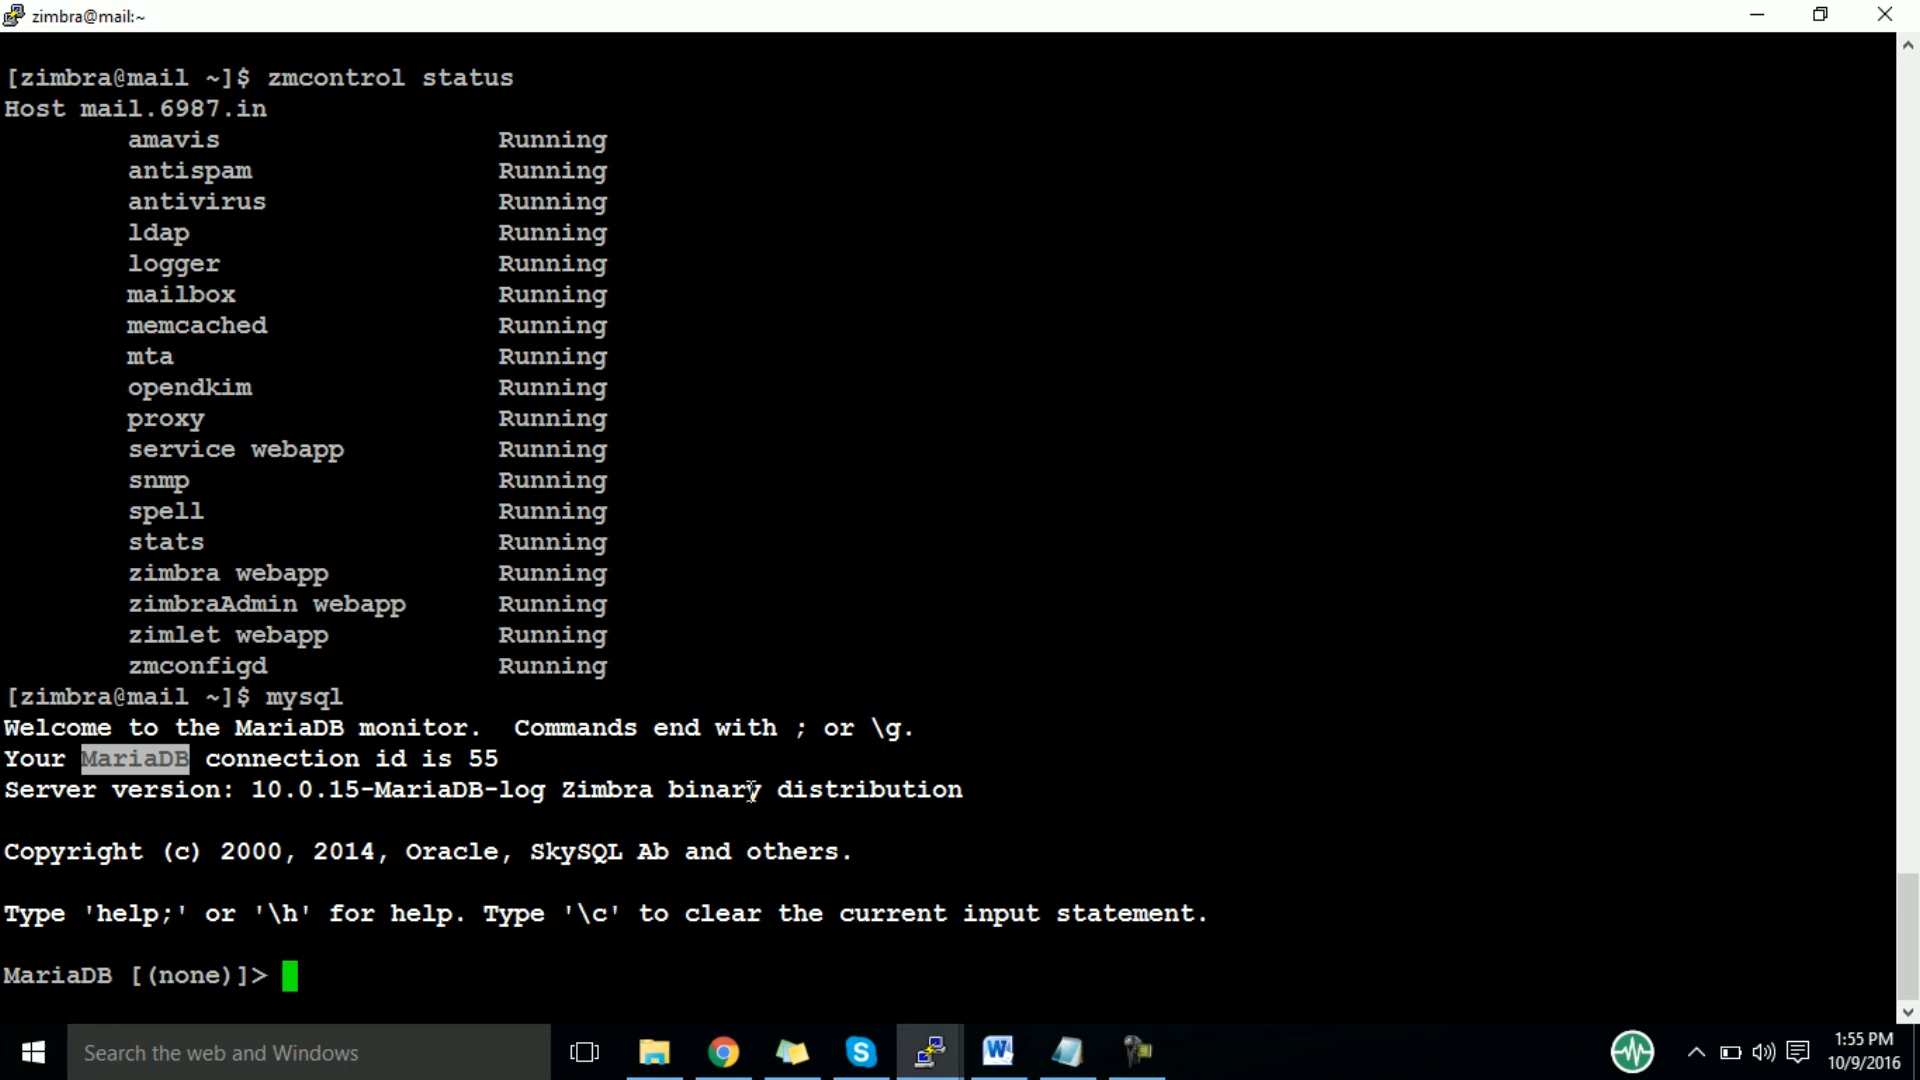 zimbra@mail:~
[zimbra@mail ~]$ zmcontrol status
Host mail.6987.in
amavis Running
antispam Running
antivirus Running
ldap Running
logger Running
mailbox Running
memcached Running
mta Running
opendkim Running
proxy Running
service webapp Running
snmp Running
spell Running
stats Running
zimbra webapp Running
zimbraAdmin webapp Running
zimlet webapp Running
zmconfigd Running
[zimbra@mail ~]$ mysql
Welcome to the MariaDB monitor.  Commands end with ; or \g.
Your MariaDB connection id is 55
Server version: 10.0.15-MariaDB-log Zimbra binary distribution
Copyright (c) 2000, 2014, Oracle, SkySQL Ab and others.
Type 'help;' or '\h' for help. Type '\c' to clear the current input statement.
MariaDB [(none)]>
Search the web and Windows
1:55 PM
10/9/2016